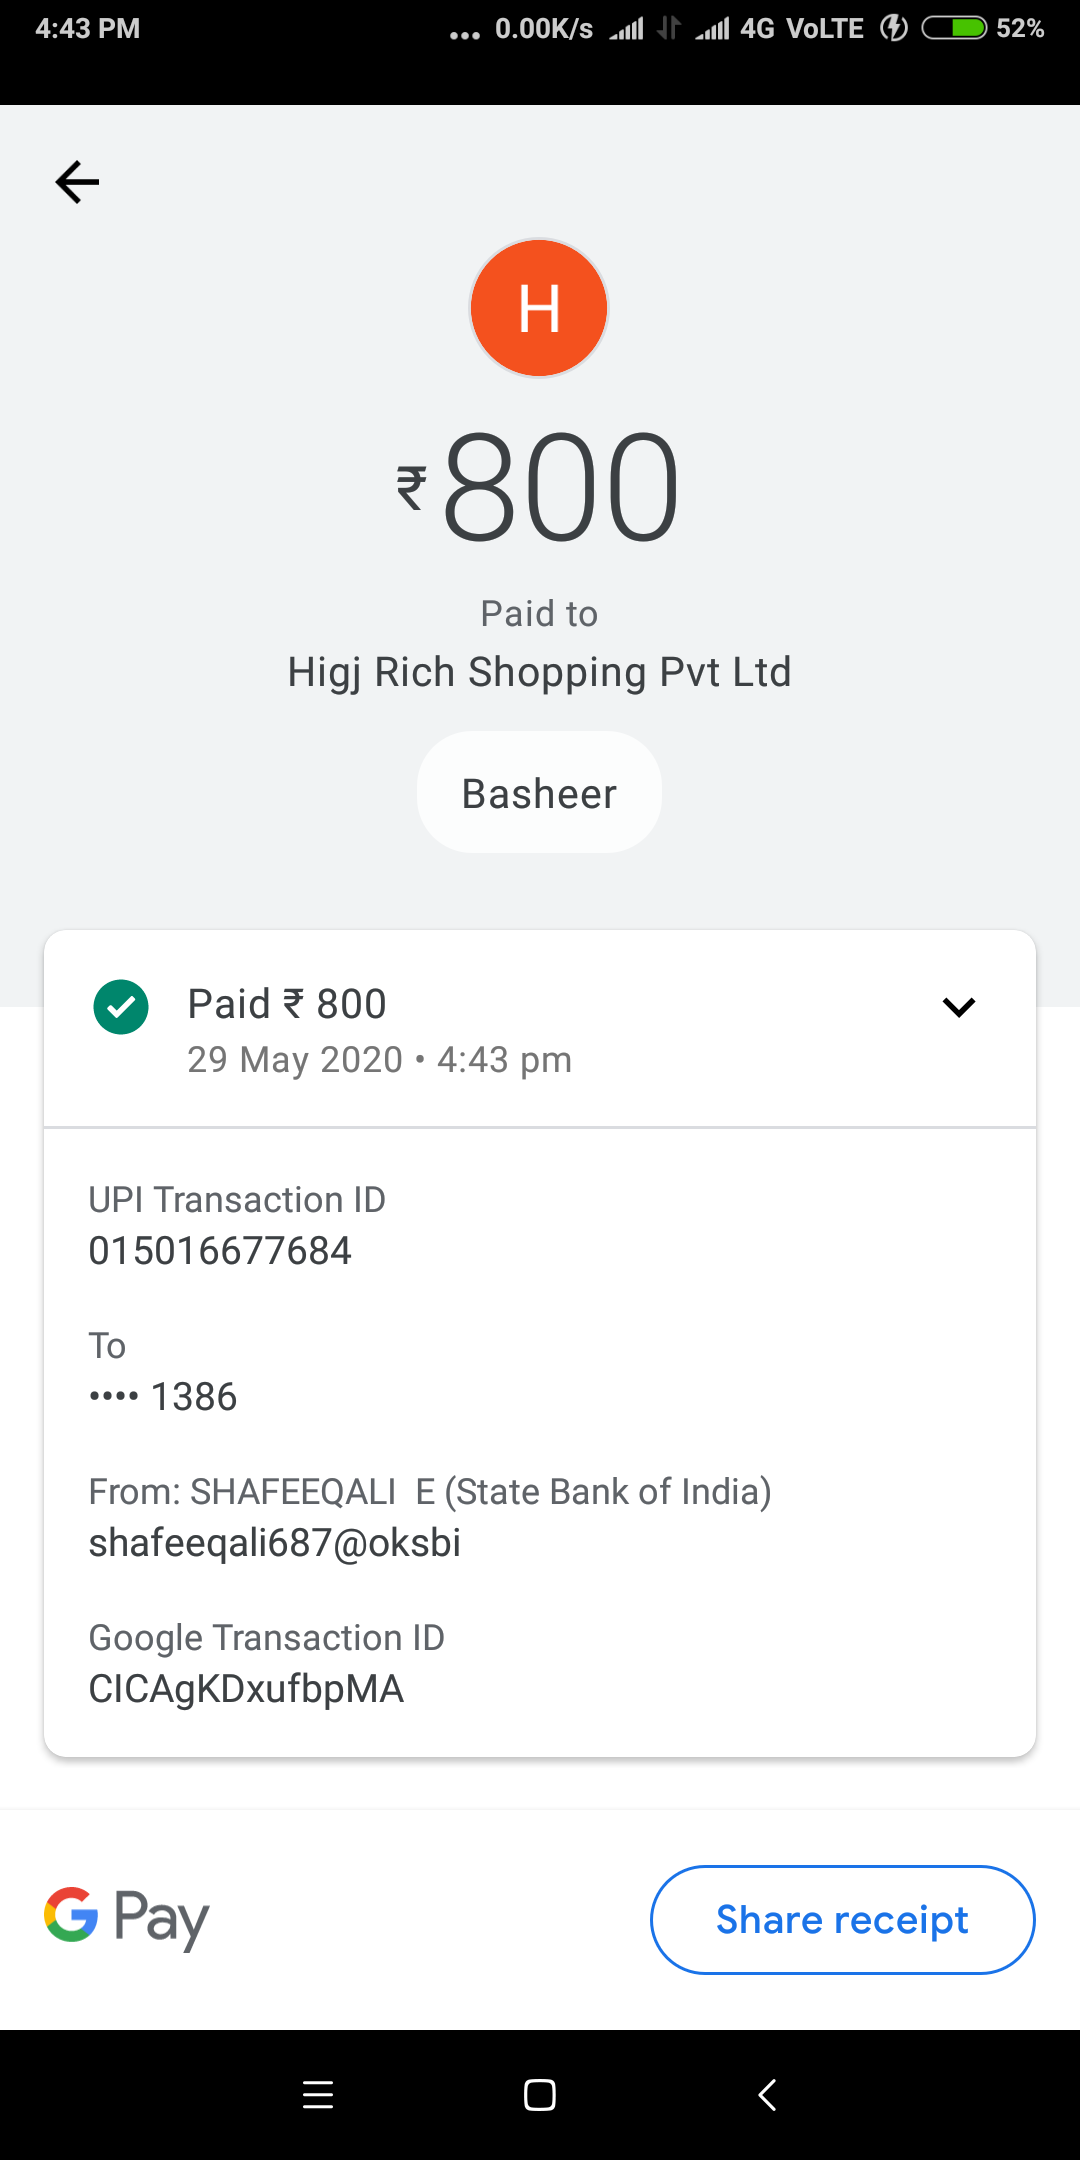 4:43 PM
... 0.00K/s 4G VoLTE 52%
H
₹800
Paid to
Higj Rich Shopping Pvt Ltd
Basheer
Paid ₹ 800
29 May 2020 • 4:43 pm
UPI Transaction ID
015016677684
To
•••• 1386
From: SHAFEEQALI  E (State Bank of India)
shafeeqali687@oksbi
Google Transaction ID
CICAgKDxufbpMA
G Pay
Share receipt